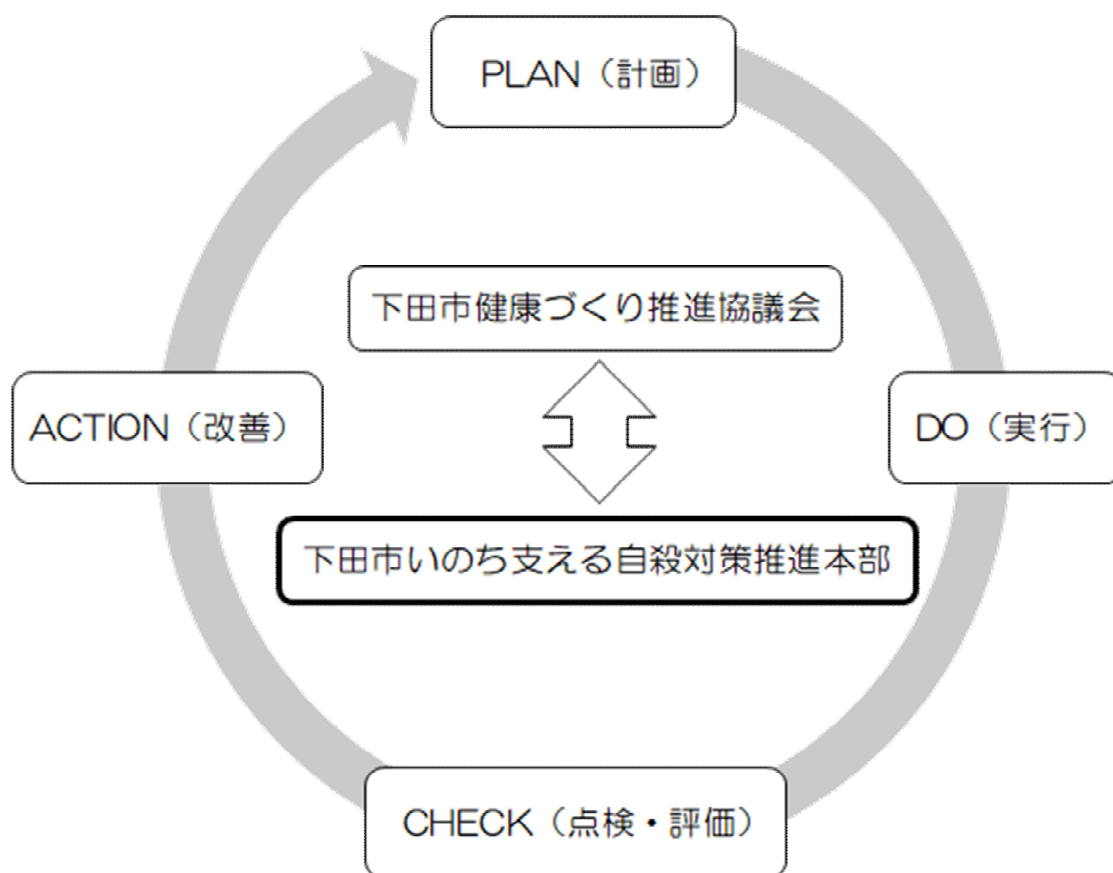 PLAN（計画）
下田市健康づくり推進協議会
ACTION（改善）
DO（実行）
下田市いのち支える自殺対策推進本部
CHECK（点検・評価）